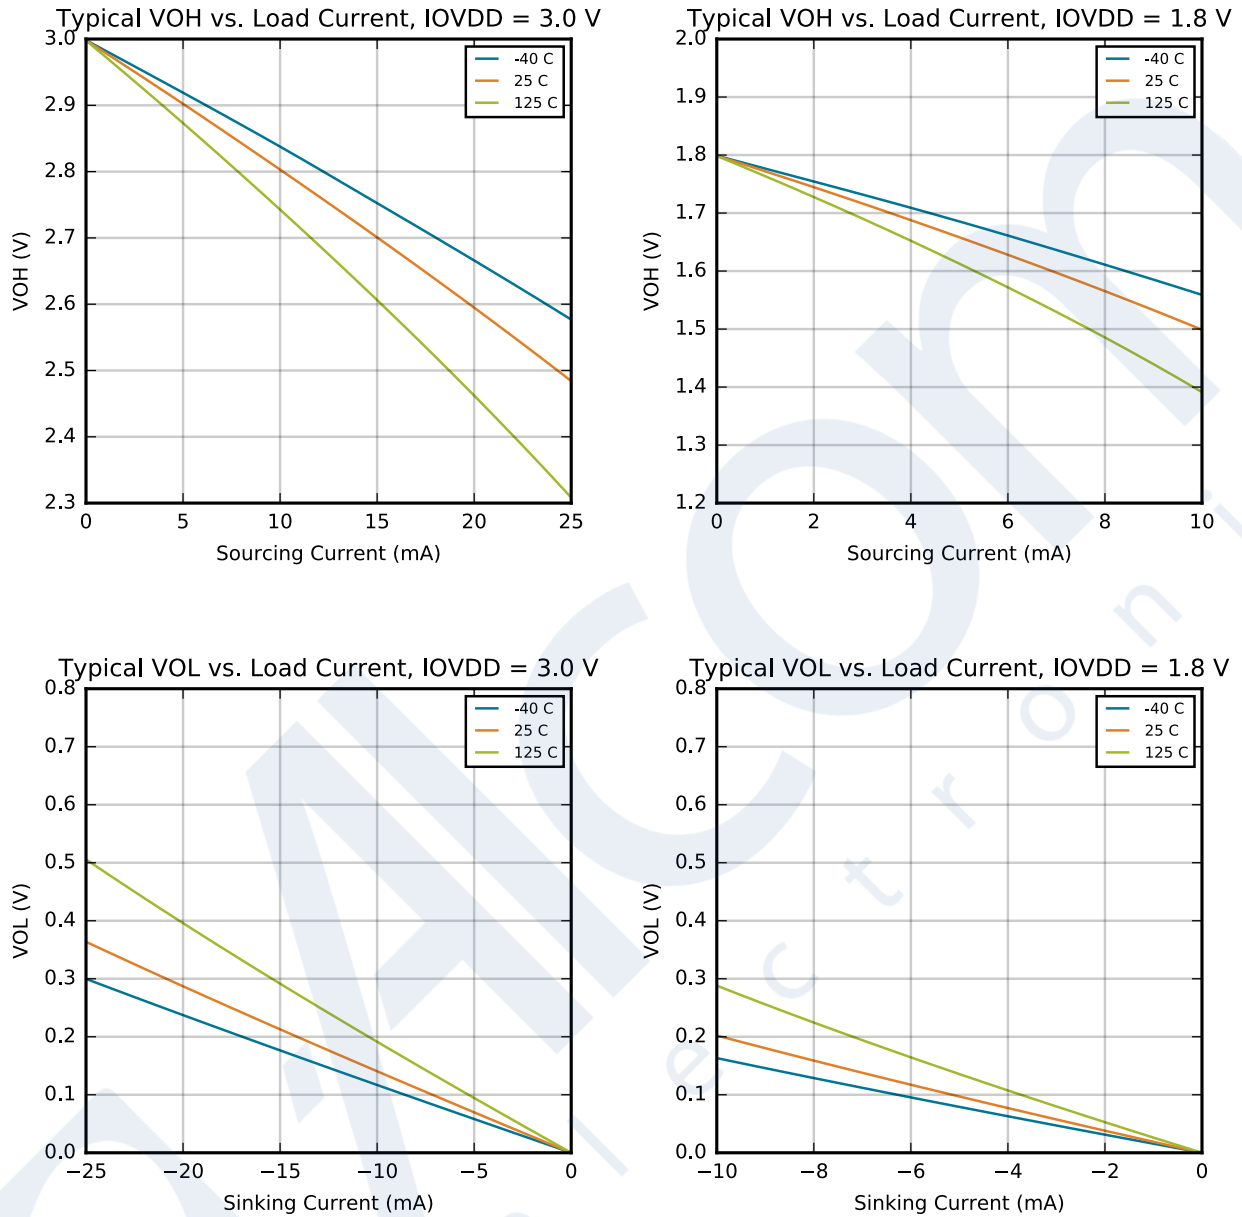 Typical VOH vs. Load Current, IOVDD = 3.0 V
3.0
2.9
2.8
2.7
2.6
2.5
2.4
2.3
VOH (V)
-40 C
25 C
125 C
0 5 10 15 20 25
Sourcing Current (mA)
Typical VOH vs. Load Current, IOVDD = 1.8 V
2.0
1.9
1.8
1.7
1.6
1.5
1.4
1.3
1.2
VOH (V)
-40 C
25 C
125 C
0 2 4 6 8 10
Sourcing Current (mA)
Typical VOL vs. Load Current, IOVDD = 3.0 V
0.8
0.7
0.6
0.5
0.4
0.3
0.2
0.1
0.0
VOL (V)
-40 C
25 C
125 C
−25 −20 −15 −10 −5 0
Sinking Current (mA)
Typical VOL vs. Load Current, IOVDD = 1.8 V
0.8
0.7
0.6
0.5
0.4
0.3
0.2
0.1
0.0
VOL (V)
-40 C
25 C
125 C
−10 −8 −6 −4 −2 0
Sinking Current (mA)